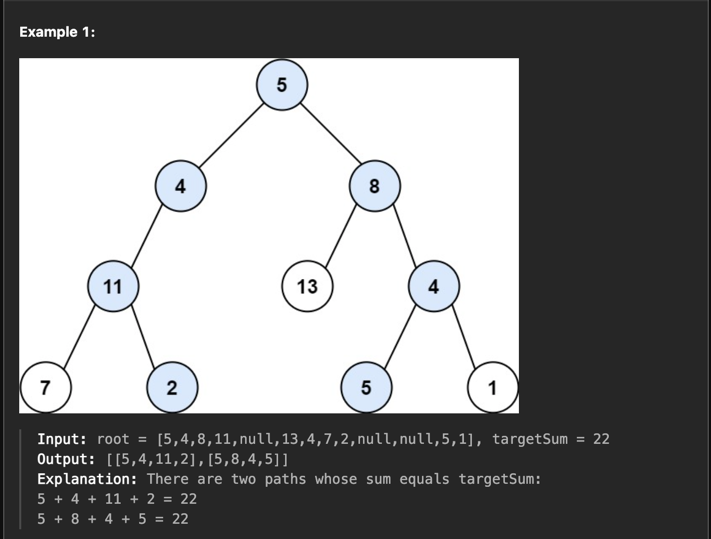 Example 1:
5
4 8
11 13 4
7 2 5 1
Input: root = [5,4,8,11,null,13,4,7,2,null,null,5,1], targetSum = 22
Output: [[5,4,11,2],[5,8,4,5]]
Explanation: There are two paths whose sum equals targetSum:
5 + 4 + 11 + 2 = 22
5 + 8 + 4 + 5 = 22